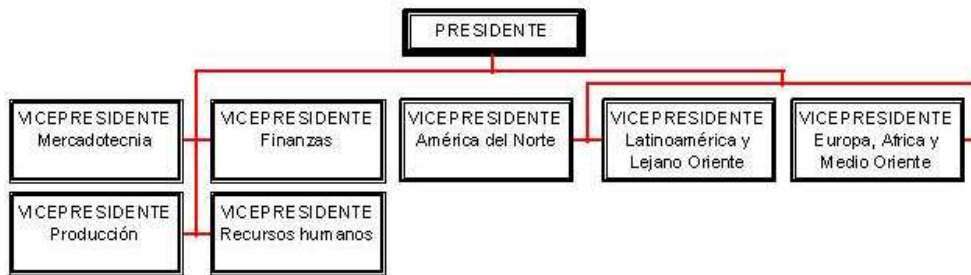 PRESIDENTE
VICEPRESIDENTE
Mercadotecnia
VICEPRESIDENTE
Finanzas
VICEPRESIDENTE
América del Norte
VICEPRESIDENTE
Latinoamérica y
Lejano Oriente
VICEPRESIDENTE
Europa, Africa y
Medio Oriente
VICEPRESIDENTE
Producción
VICEPRESIDENTE
Recursos humanos